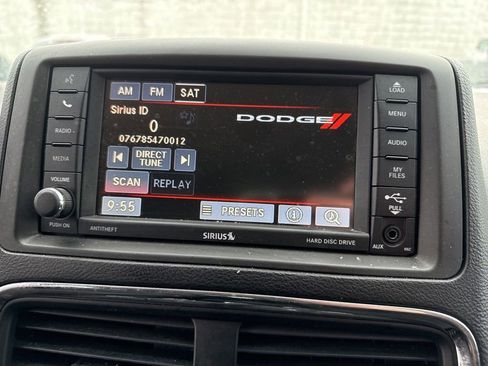 LOAD
MENU
AUDIO
MY FILES
PULL
AUX
RADIO
MEDIA
VOLUME
PUSH ON
ANTITHEFT
AM FM SAT
Sirius ID
0
076785470012
DODGE
DIRECT TUNE
SCAN REPLAY
9:55
PRESETS
SIRIUS
HARD DISC DRIVE